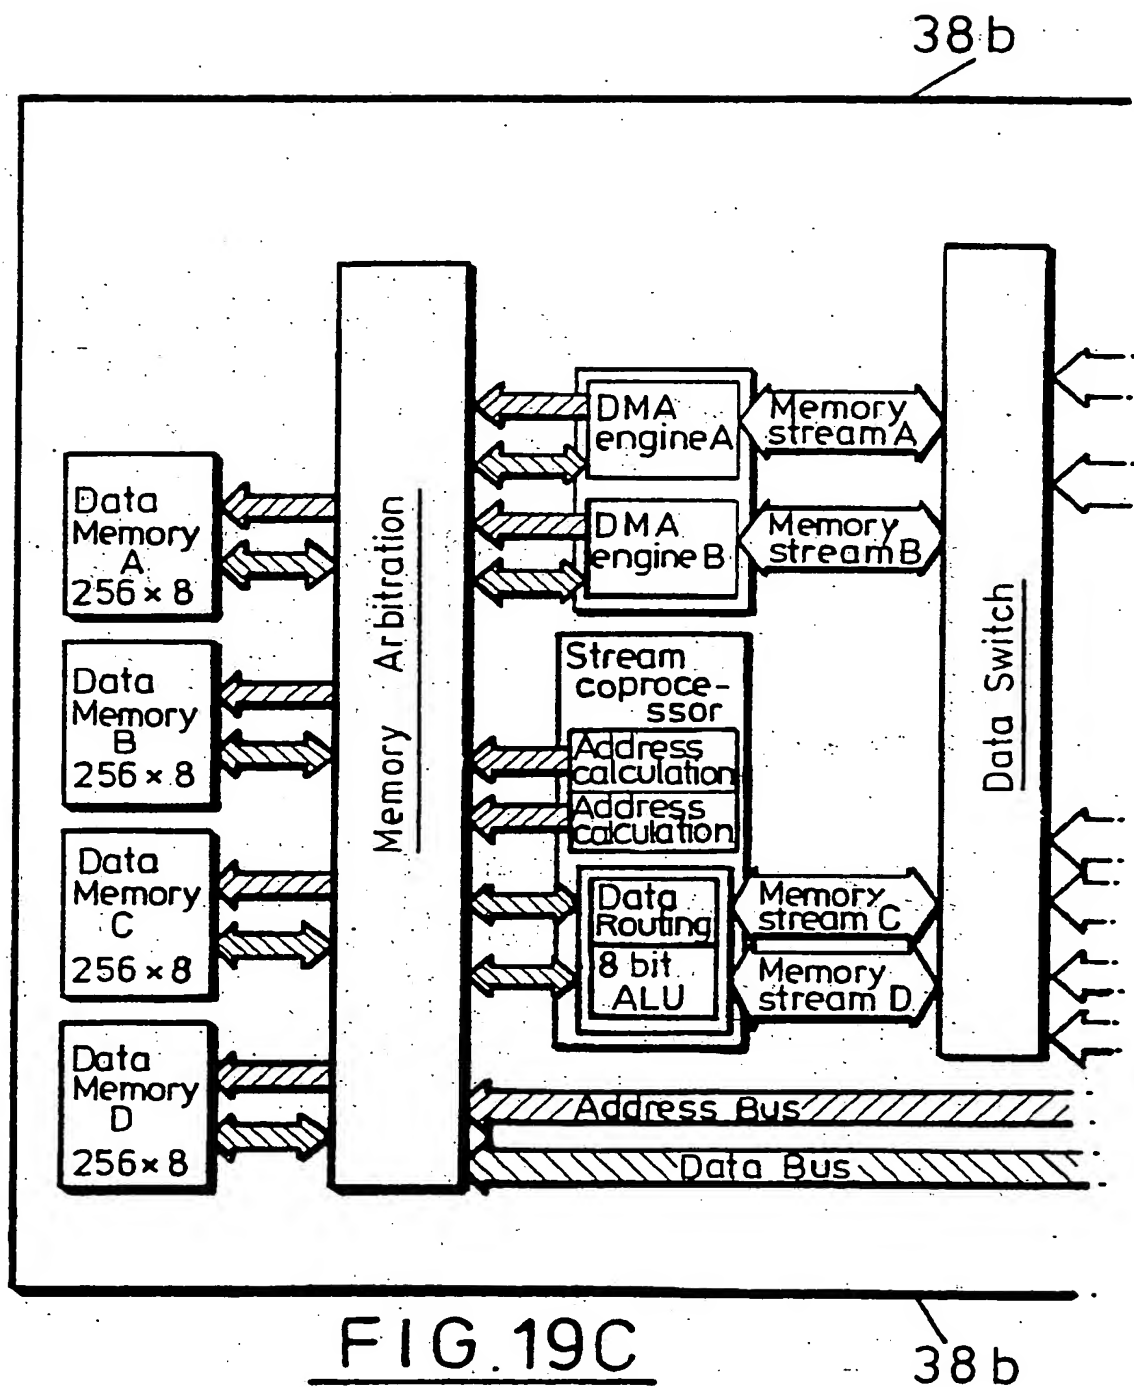 38b
Data
Memory
A
256 × 8
Data
Memory
B
256 × 8
Data
Memory
C
256 × 8
Data
Memory
D
256 × 8
Memory Arbitration
DMA
engine A
DMA
engine B
Memory
stream A
Memory
stream B
Stream
coproce-
ssor
Address
calculation
Address
calculation
Data
Routing
8 bit
ALU
Memory
stream C
Memory
stream D
Data Switch
Address Bus
Data Bus
FIG.19C
38b